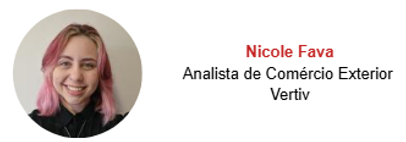 Nicole Fava
Analista de Comércio Exterior
Vertiv